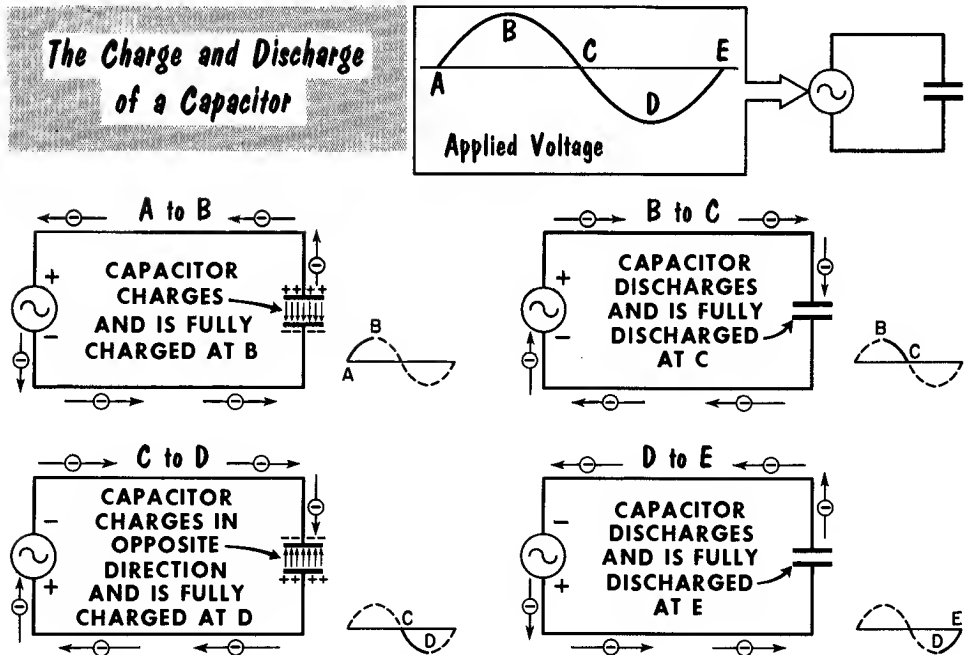 The Charge and Discharge
of a Capacitor
A
B
C
D
E
Applied Voltage
A to B
+
−
CAPACITOR
CHARGES
AND IS FULLY
CHARGED AT B
++++
−−−−
A
B
B to C
+
−
CAPACITOR
DISCHARGES
AND IS FULLY
DISCHARGED
AT C
B
C
C to D
−
+
CAPACITOR
CHARGES IN
OPPOSITE
DIRECTION
AND IS FULLY
CHARGED AT D
−−−−
++++
C
D
D to E
−
+
CAPACITOR
DISCHARGES
AND IS FULLY
DISCHARGED
AT E
E
D